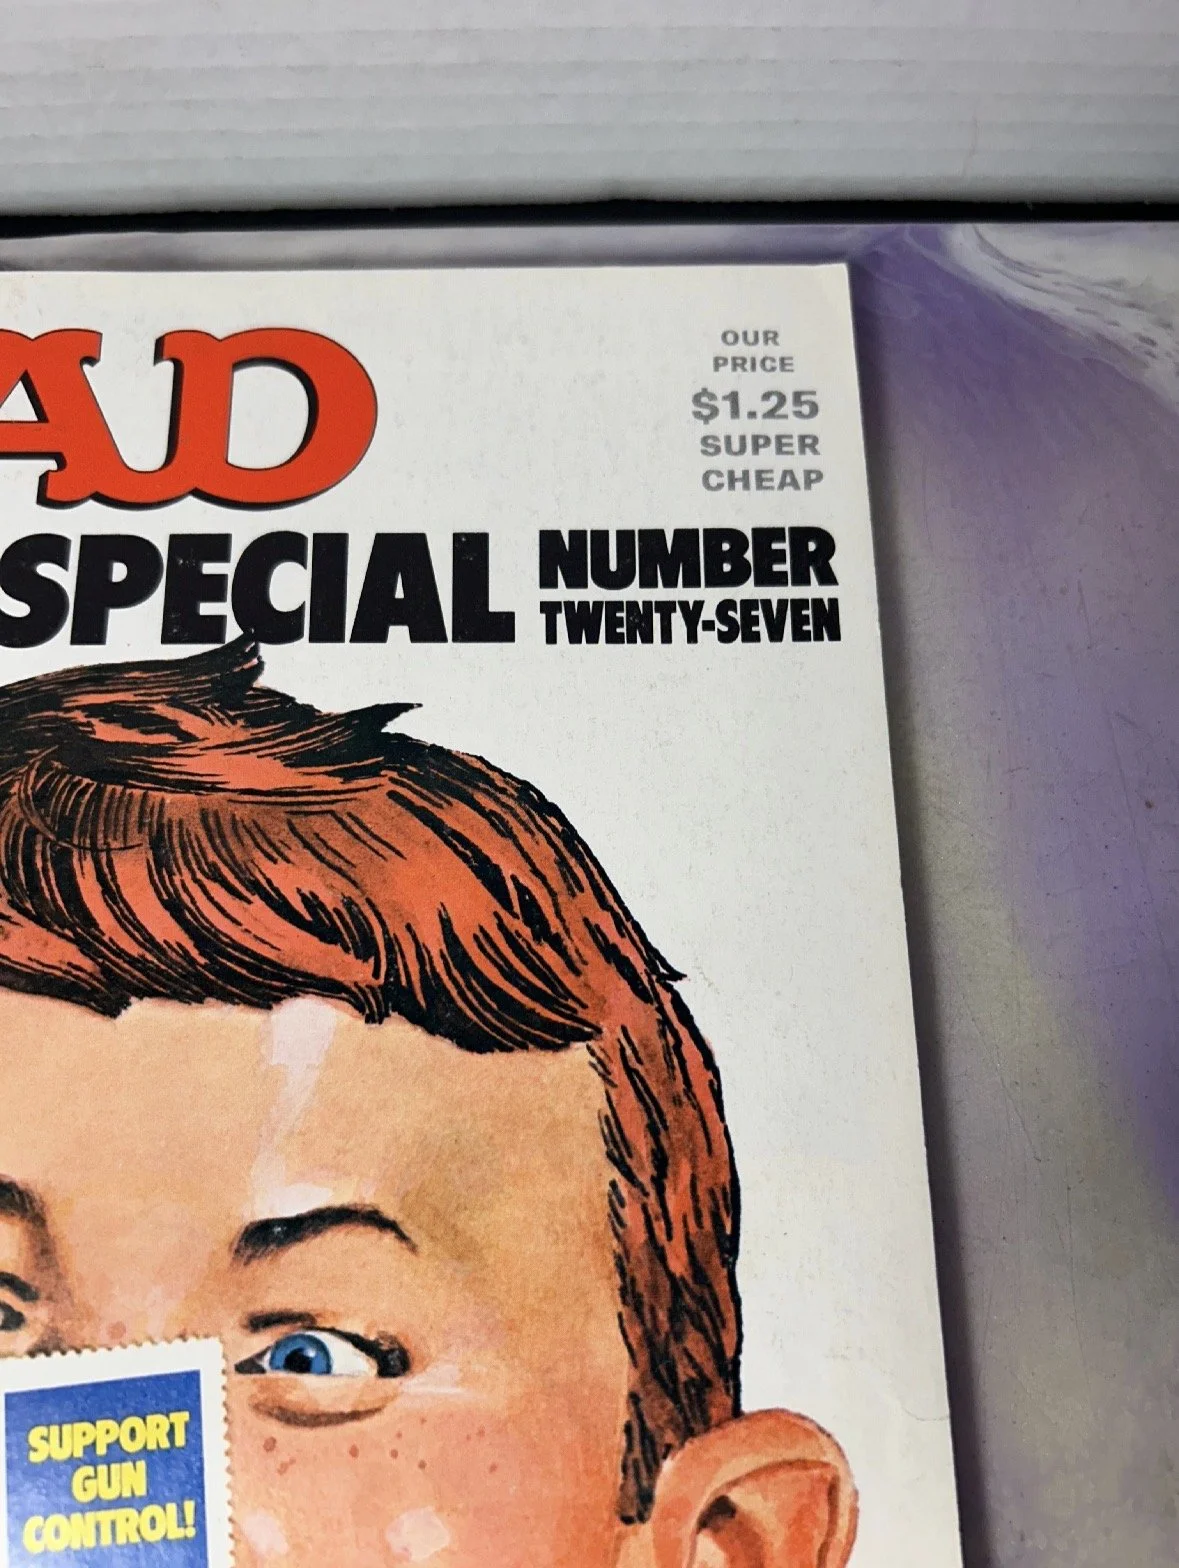 AD
OUR
PRICE
$1.25
SUPER
CHEAP
SPECIAL NUMBER
TWENTY-SEVEN
SUPPORT
GUN
CONTROL!